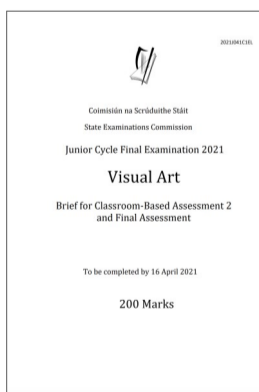 2021J041C1EL
Coimisiún na Scrúduithe Stáit
State Examinations Commission
Junior Cycle Final Examination 2021
Visual Art
Brief for Classroom-Based Assessment 2
and Final Assessment
To be completed by 16 April 2021
200 Marks